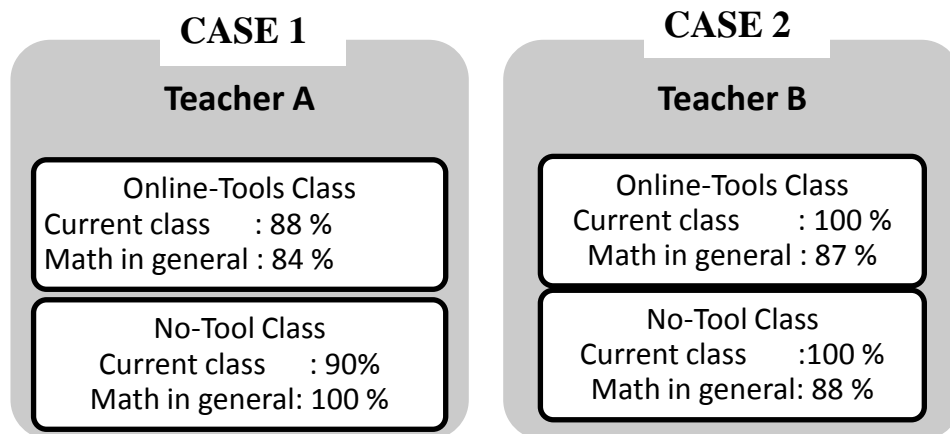 CASE 1
Teacher A
Online-Tools Class
Current class : 88 %
Math in general : 84 %
No-Tool Class
Current class : 90%
Math in general: 100 %
CASE 2
Teacher B
Online-Tools Class
Current class : 100 %
Math in general : 87 %
No-Tool Class
Current class :100 %
Math in general: 88 %